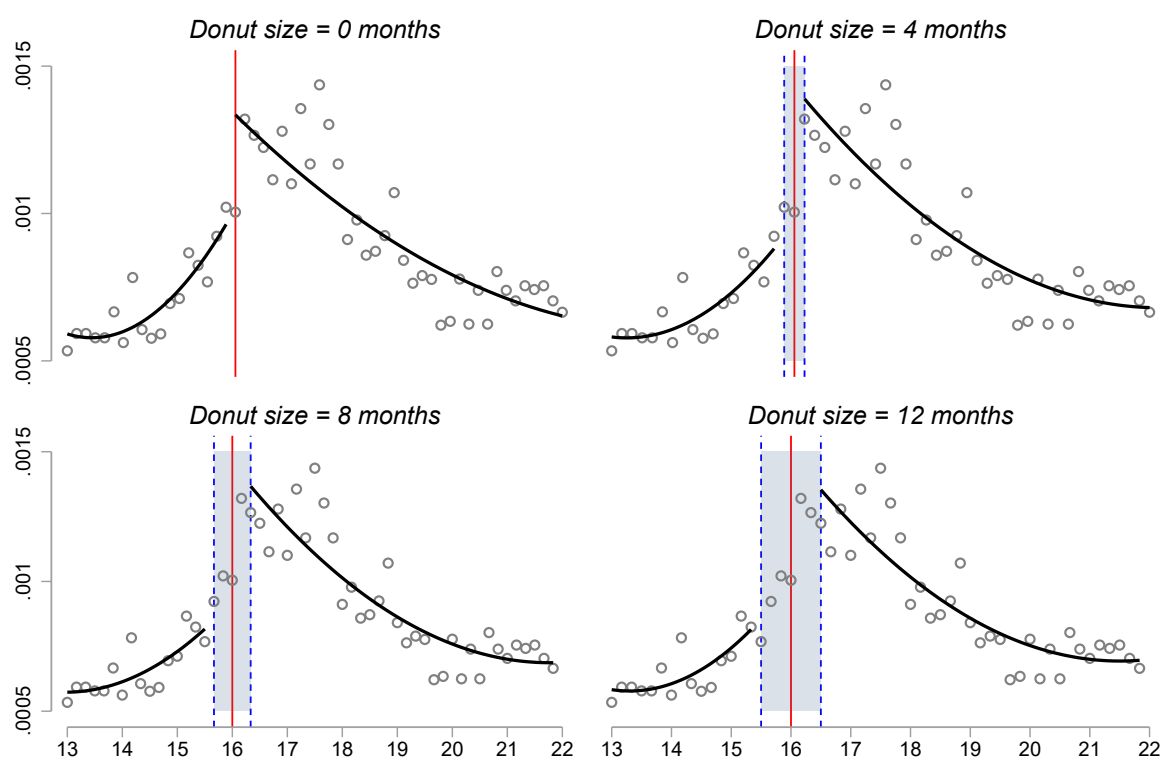 Donut size = 0 months
Donut size = 4 months
.0015
.001
.0005
Donut size = 8 months
Donut size = 12 months
.0015
.001
.0005
13 14 15 16 17 18 19 20 21 22
13 14 15 16 17 18 19 20 21 22